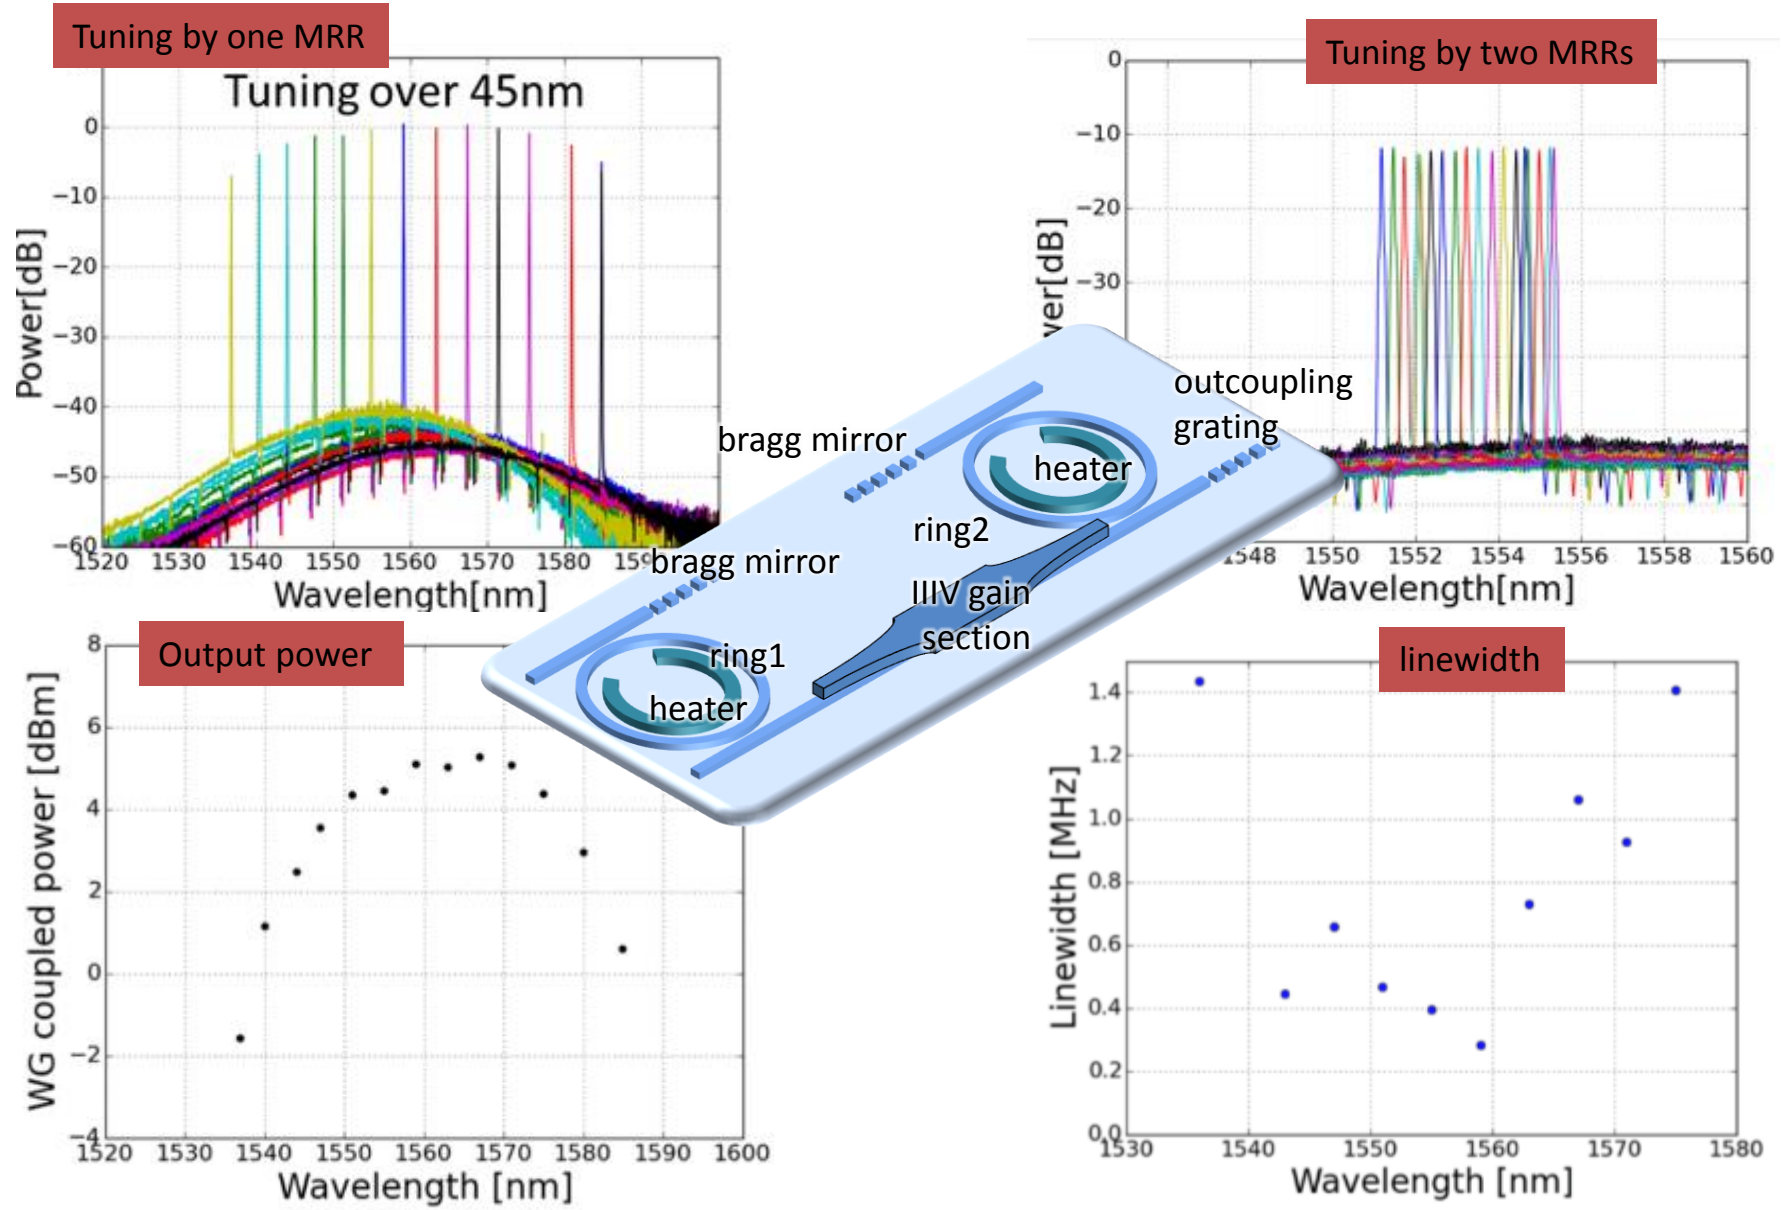 Tuning by one MRR
Tuning over 45nm
Power[dB]
0
−10
−20
−30
−40
−50
−60
1520 1530 1540 1550 1560 1570 1580
Wavelength[nm]
Tuning by two MRRs
0
−10
−20
−30
1548 1550 1552 1554 1556 1558 1560
Wavelength[nm]
outcoupling
grating
bragg mirror
heater
ring2
bragg mirror
IIIV gain
section
ring1
heater
Output power
WG coupled power [dBm]
8
6
4
2
0
−2
−4
1520 1530 1540 1550 1560 1570 1580 1590 1600
Wavelength [nm]
linewidth
Linewidth [MHz]
1.4
1.2
1.0
0.8
0.6
0.4
0.2
0.0
1530 1540 1550 1560 1570 1580
Wavelength [nm]